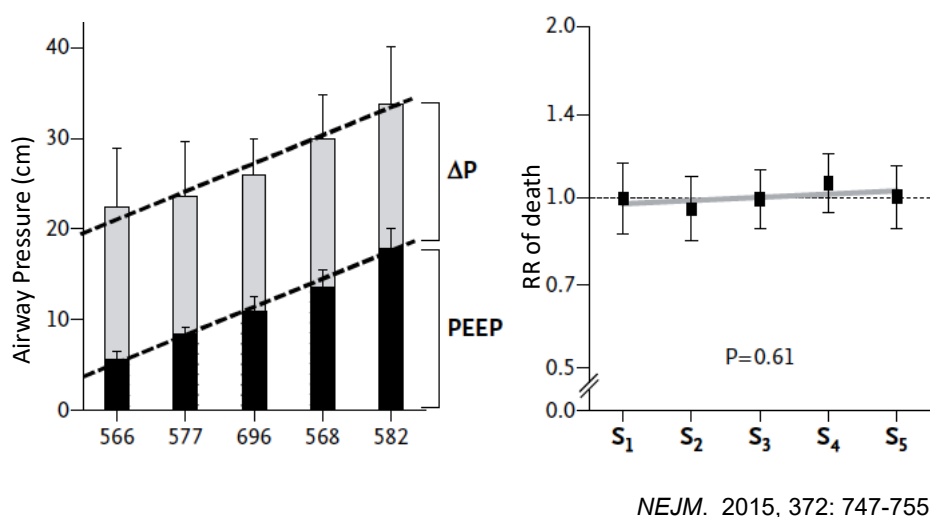 Airway Pressure (cm)
40
30
20
10
0
566 577 696 568 582
ΔP
PEEP
RR of death
2.0
1.4
1.0
0.7
0.5
0.0
P=0.61
S1 S2 S3 S4 S5
NEJM. 2015, 372: 747-755